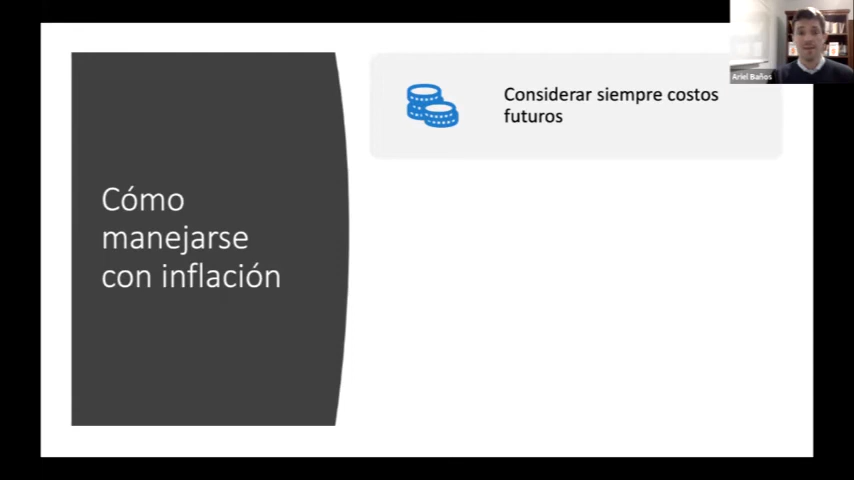 Ariel Baños
Considerar siempre costos
futuros
Cómo
manejarse
con inflación